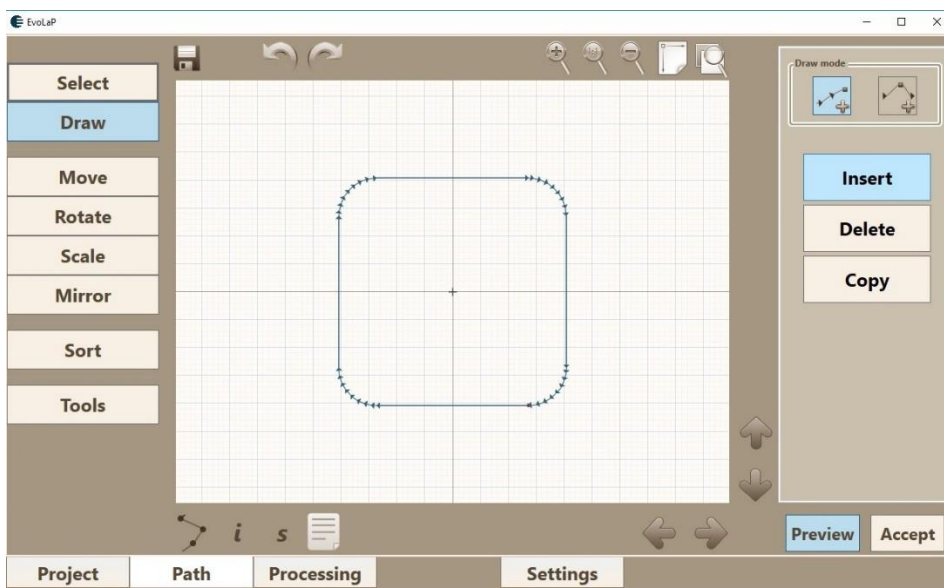 EvoLaP
Select
Draw
Move
Rotate
Scale
Mirror
Sort
Tools
Draw mode
Insert
Delete
Copy
i
s
Preview
Accept
Project
Path
Processing
Settings